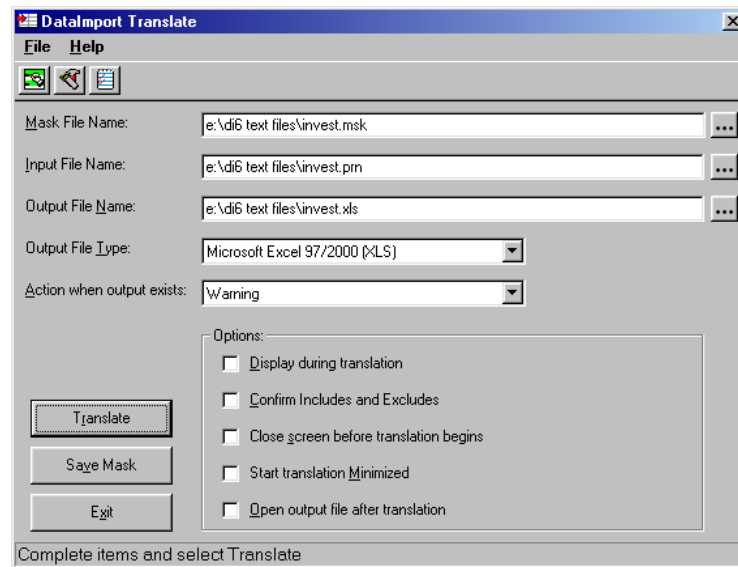 DataImport Translate
File Help
Mask File Name: e:\di6 text files\invest.msk ...
Input File Name: e:\di6 text files\invest.prn ...
Output File Name: e:\di6 text files\invest.xls ...
Output File Type: Microsoft Excel 97/2000 (XLS)
Action when output exists: Warning
Options:
Display during translation
Confirm Includes and Excludes
Close screen before translation begins
Start translation Minimized
Open output file after translation
Translate
Save Mask
Exit
Complete items and select Translate